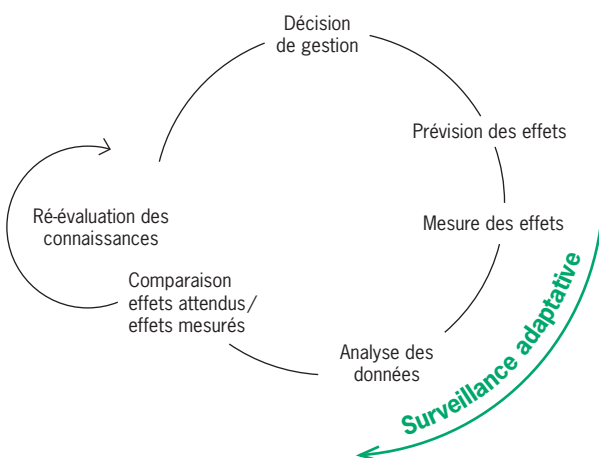 Décision
de gestion
Prévision des effets
Mesure des effets
Surveillance adaptative
Analyse des
données
Comparaison
effets attendus/
effets mesurés
Ré-évaluation des
connaissances